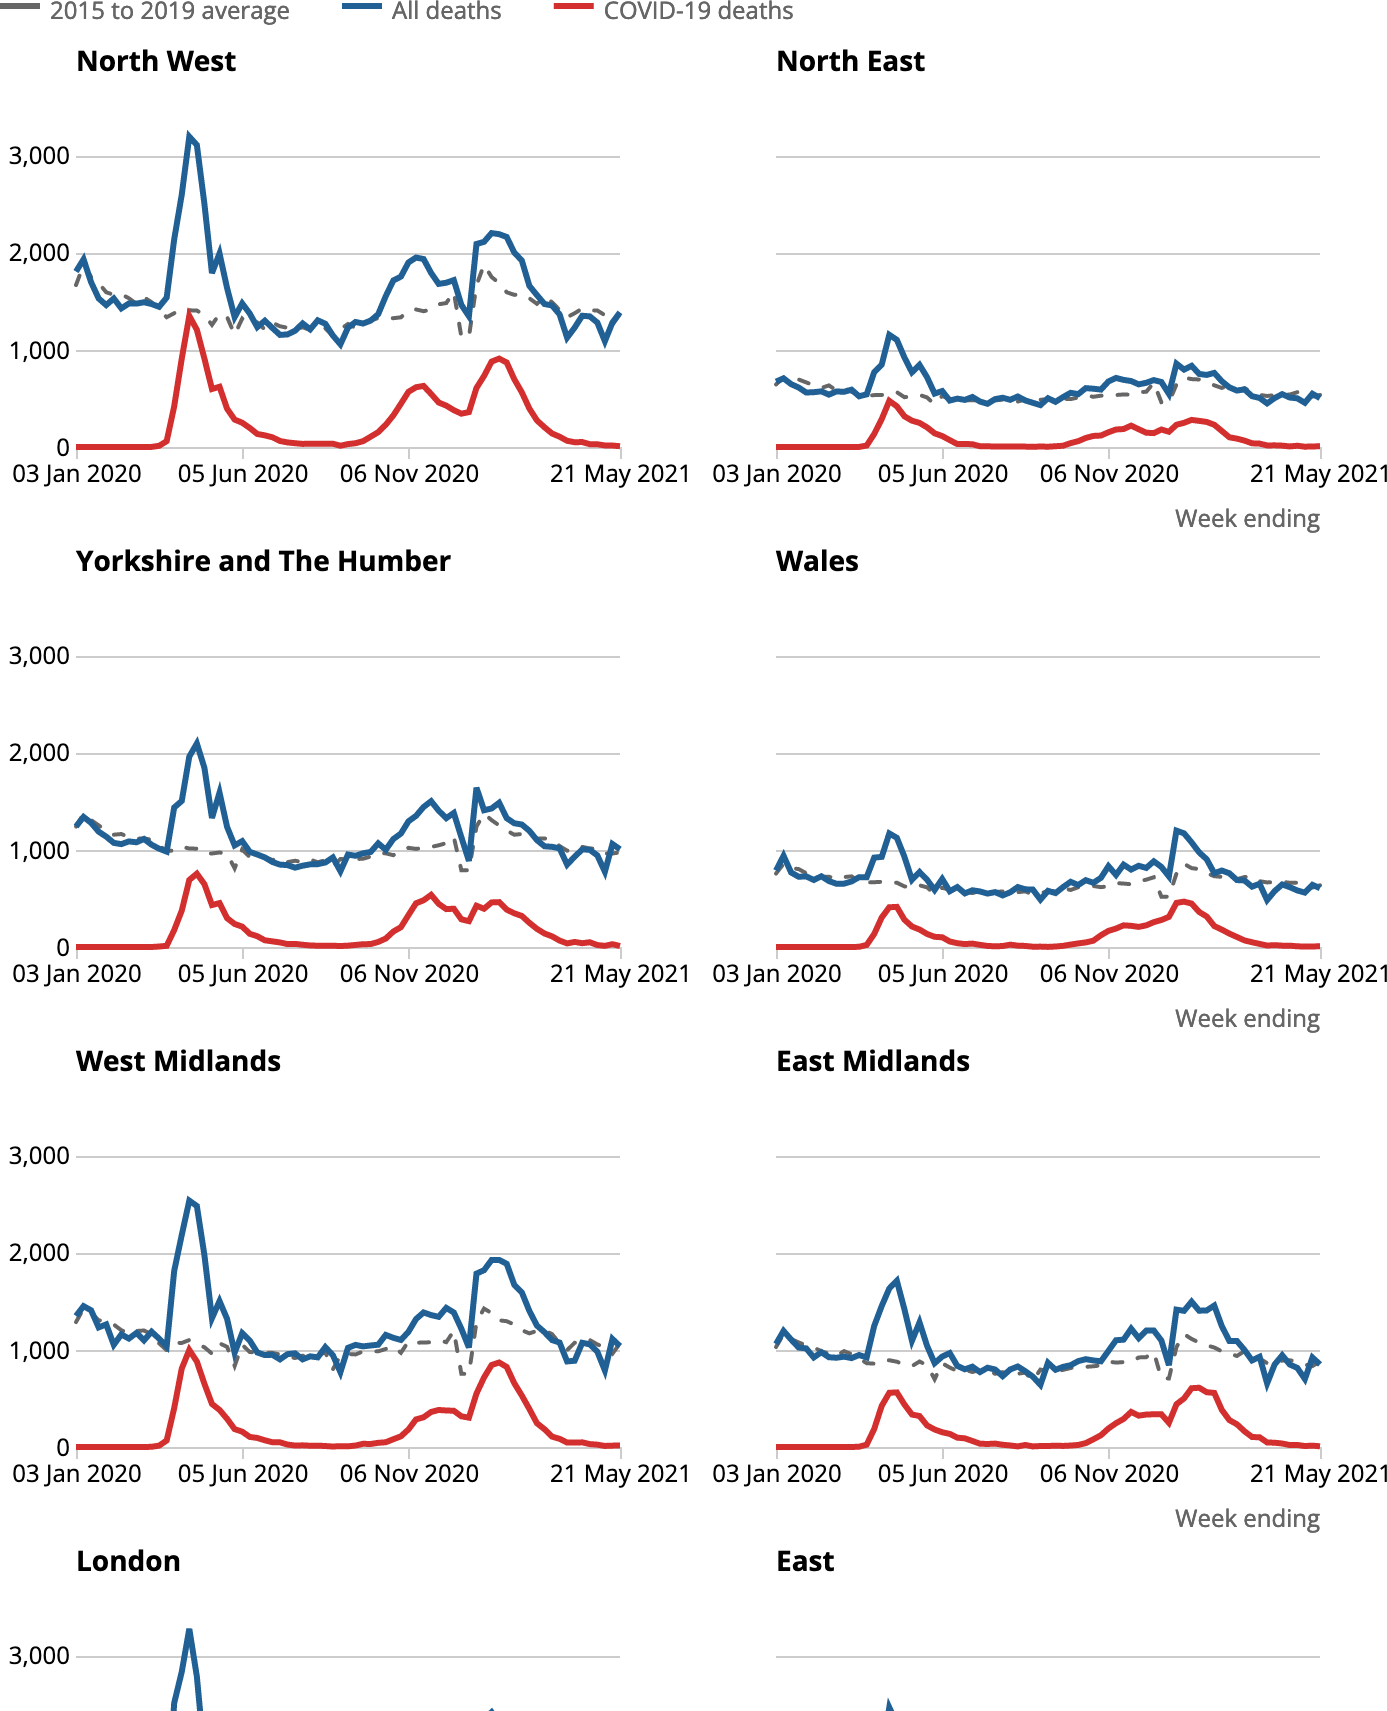 2015 to 2019 average All deaths COVID-19 deaths
North West North East
3,000
2,000
1,000
0
03 Jan 2020 05 Jun 2020 06 Nov 2020 21 May 2021 03 Jan 2020 05 Jun 2020 06 Nov 2020 21 May 2021
Week ending
Yorkshire and The Humber Wales
3,000
2,000
1,000
0
03 Jan 2020 05 Jun 2020 06 Nov 2020 21 May 2021 03 Jan 2020 05 Jun 2020 06 Nov 2020 21 May 2021
Week ending
West Midlands East Midlands
3,000
2,000
1,000
0
03 Jan 2020 05 Jun 2020 06 Nov 2020 21 May 2021 03 Jan 2020 05 Jun 2020 06 Nov 2020 21 May 2021
Week ending
London East
3,000